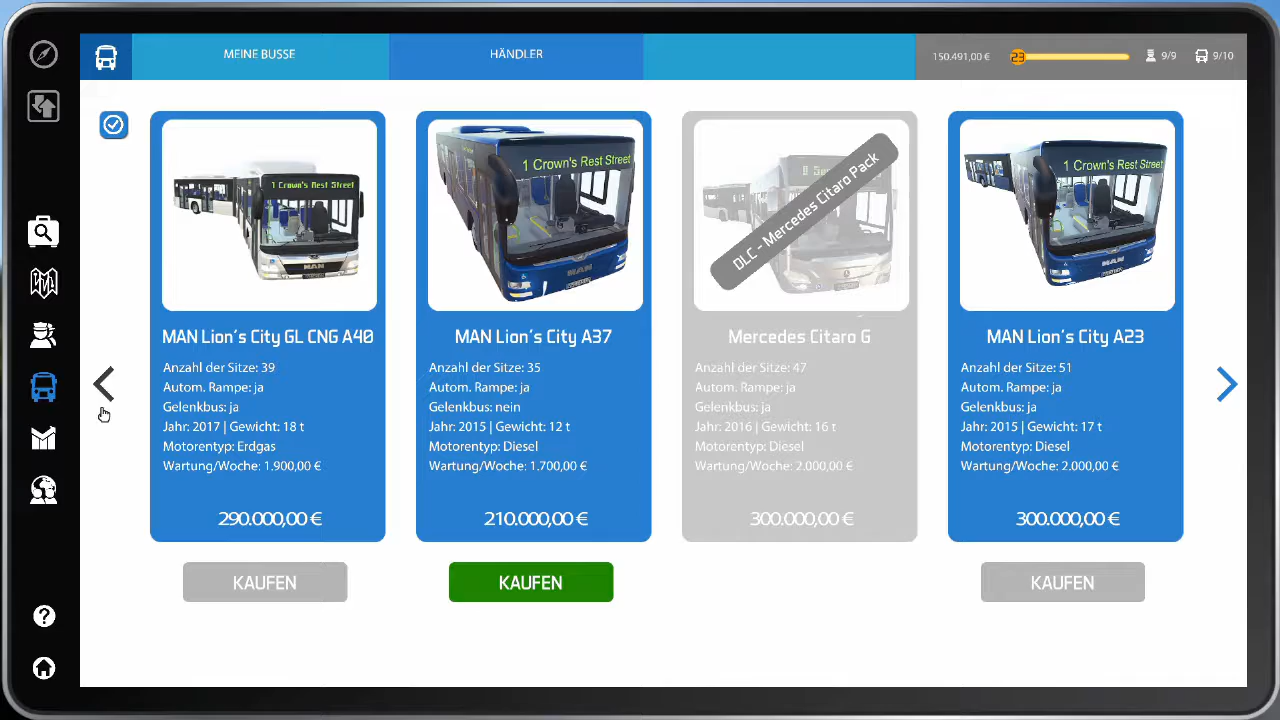 MEINE BUSSE
HÄNDLER
150.491,00 €
23
9/9
9/10
1 Crown's Rest Street
MAN
MAN Lion´s City GL CNG A40
Anzahl der Sitze: 39
Autom. Rampe: ja
Gelenkbus: ja
Jahr: 2017 | Gewicht: 18 t
Motorentyp: Erdgas
Wartung/Woche: 1.900,00 €
290.000,00 €
KAUFEN
1 Crown's Rest Street
MAN
MAN Lion´s City A37
Anzahl der Sitze: 35
Autom. Rampe: ja
Gelenkbus: nein
Jahr: 2015 | Gewicht: 12 t
Motorentyp: Diesel
Wartung/Woche: 1.700,00 €
210.000,00 €
KAUFEN
DLC - Mercedes Citaro Pack
Mercedes Citaro G
Anzahl der Sitze: 47
Autom. Rampe: ja
Gelenkbus: ja
Jahr: 2016 | Gewicht: 16 t
Motorentyp: Diesel
Wartung/Woche: 2.000,00 €
300.000,00 €
1 Crown's Rest Street
MAN
MAN Lion´s City A23
Anzahl der Sitze: 51
Autom. Rampe: ja
Gelenkbus: ja
Jahr: 2015 | Gewicht: 17 t
Motorentyp: Diesel
Wartung/Woche: 2.000,00 €
300.000,00 €
KAUFEN